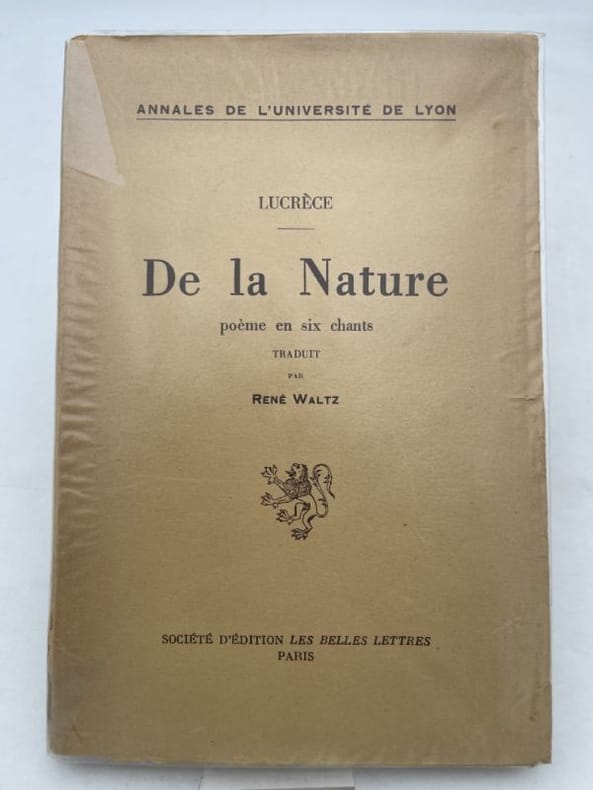 ANNALES DE L'UNIVERSITÉ DE LYON
LUCRÈCE
De la Nature
poème en six chants
TRADUIT
PAR
RENÉ WALTZ
SOCIÉTÉ D'ÉDITION LES BELLES LETTRES
PARIS